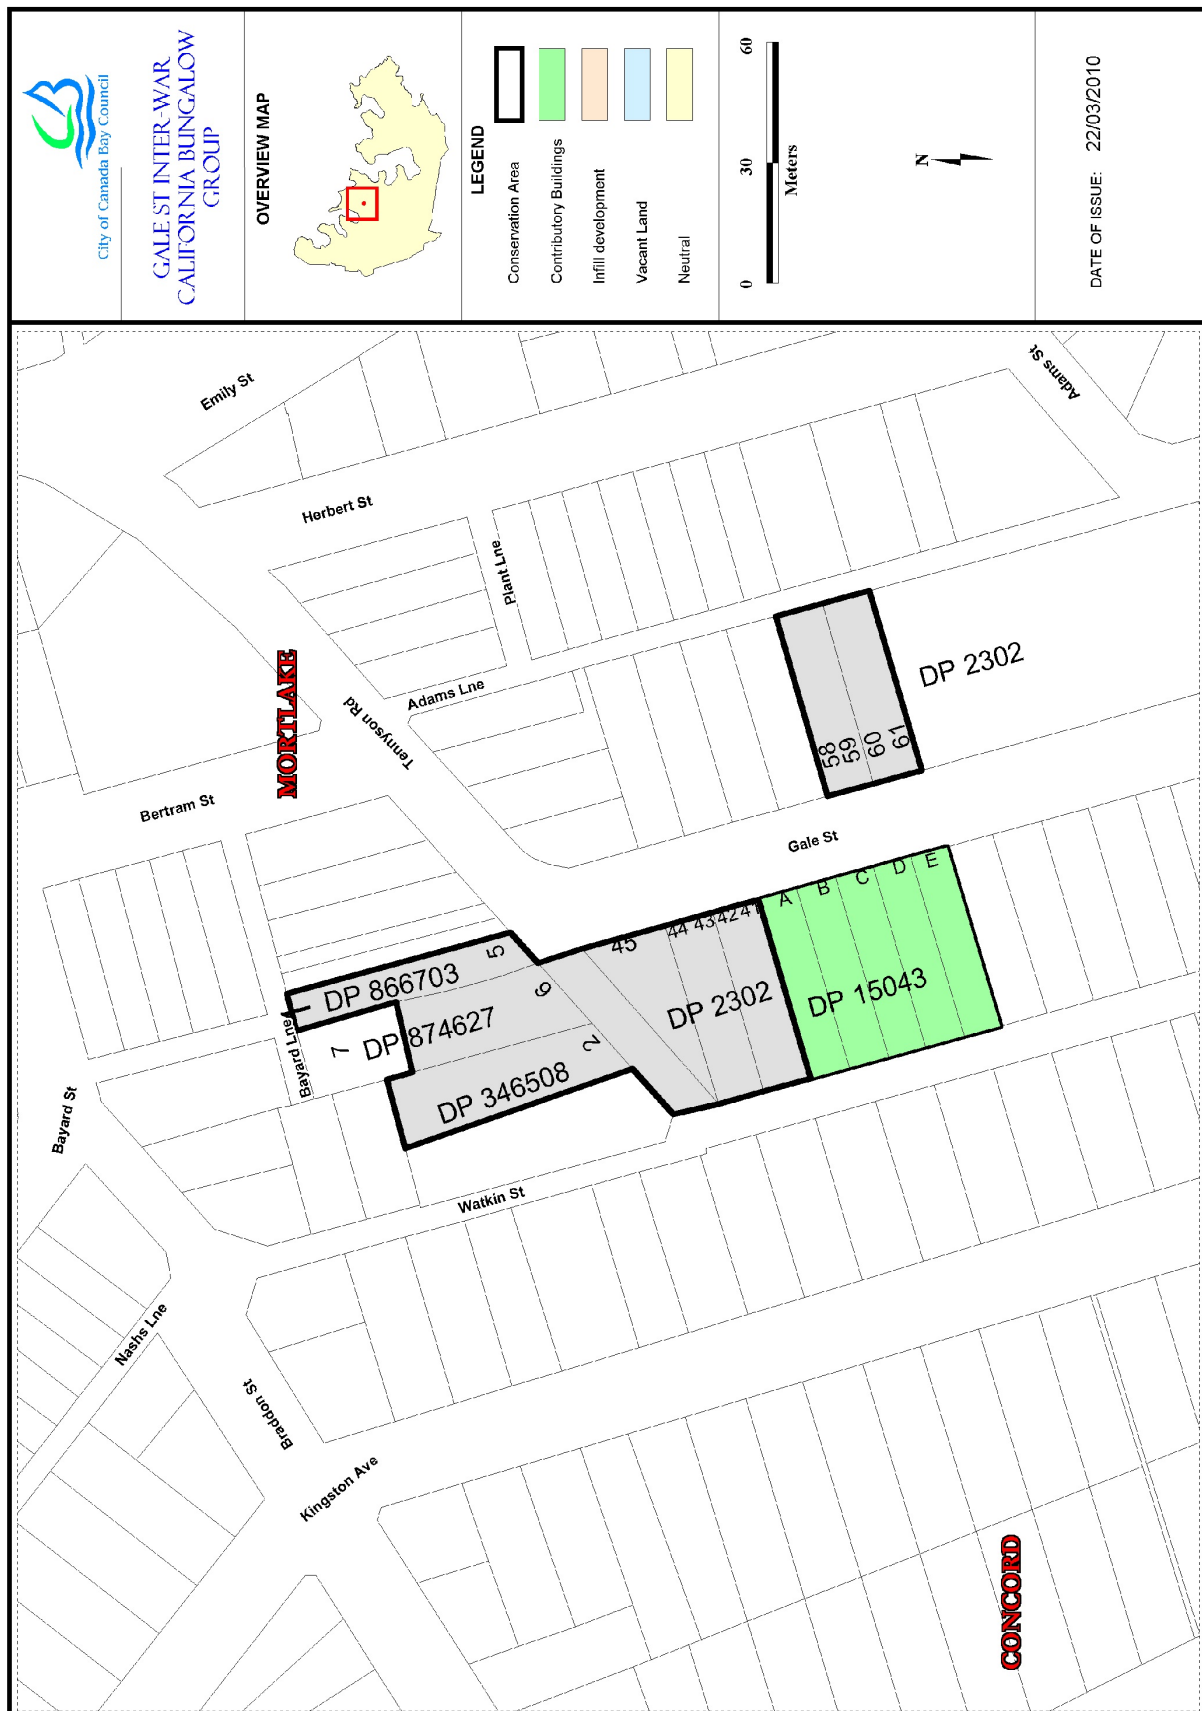 City of Canada Bay Council
GALE ST INTER-WAR
CALIFORNIA BUNGALOW
GROUP
OVERVIEW MAP
LEGEND
Conservation Area
Contributory Buildings
Infill development
Vacant Land
Neutral
0 30 60
Meters
N
DATE OF ISSUE: 22/03/2010
Emily St
Adams St
Herbert St
Plant Lne
MORTLAKE
Adams Lne
Tennyson Rd
DP 2302
58
59
60
61
Bertram St
Gale St
5
DP 866703
1
6
DP 874627
7
2
DP 346508
45
44
43
42
41
DP 2302
A
B
C
D
E
DP 15043
Bayard Lne
Bayard St
Watkin St
Nashs Lne
Braddon St
Kingston Ave
CONCORD